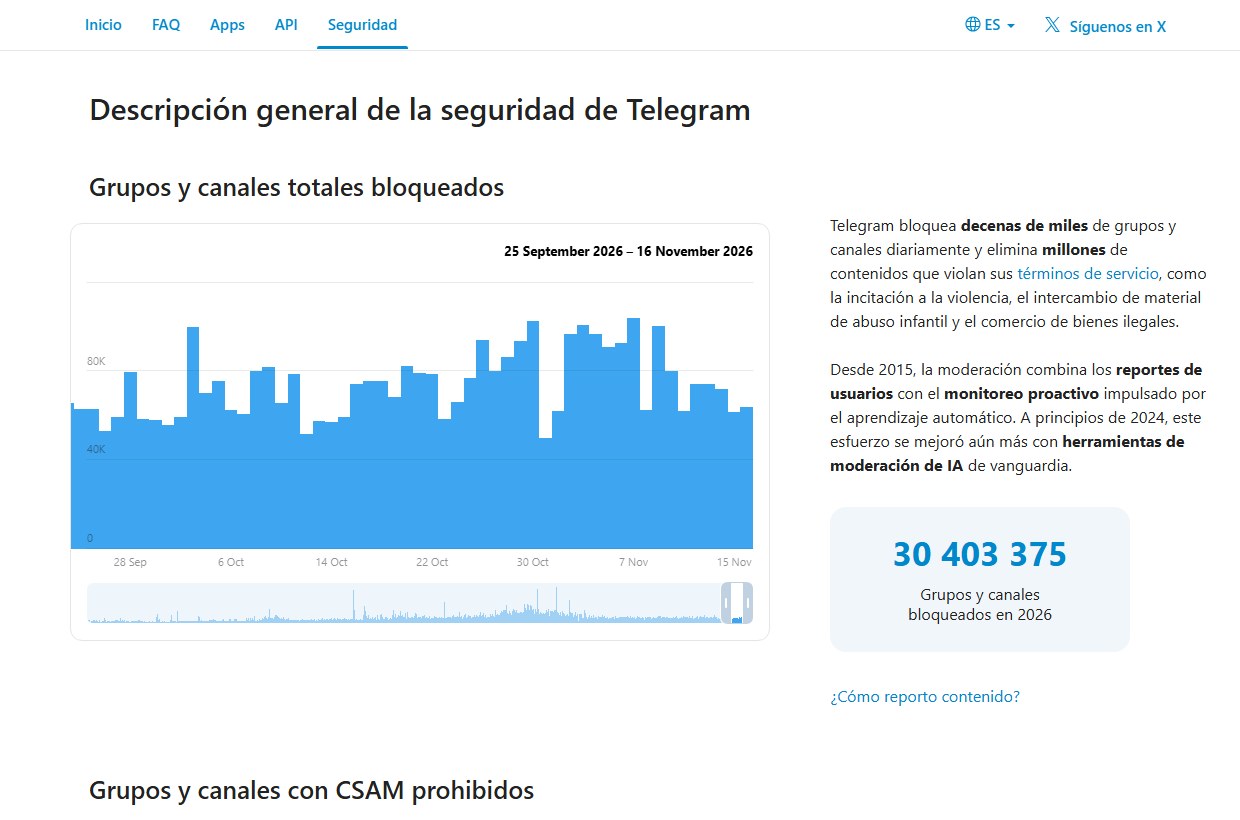 Inicio FAQ Apps API Seguridad ES Síguenos en X
Descripción general de la seguridad de Telegram
Grupos y canales totales bloqueados
25 September 2026 – 16 November 2026
80K
40K
0
28 Sep 6 Oct 14 Oct 22 Oct 30 Oct 7 Nov 15 Nov
Telegram bloquea decenas de miles de grupos y
canales diariamente y elimina millones de
contenidos que violan sus términos de servicio, como
la incitación a la violencia, el intercambio de material
de abuso infantil y el comercio de bienes ilegales.
Desde 2015, la moderación combina los reportes de
usuarios con el monitoreo proactivo impulsado por
el aprendizaje automático. A principios de 2024, este
esfuerzo se mejoró aún más con herramientas de
moderación de IA de vanguardia.
30 403 375
Grupos y canales
bloqueados en 2026
¿Cómo reporto contenido?
Grupos y canales con CSAM prohibidos